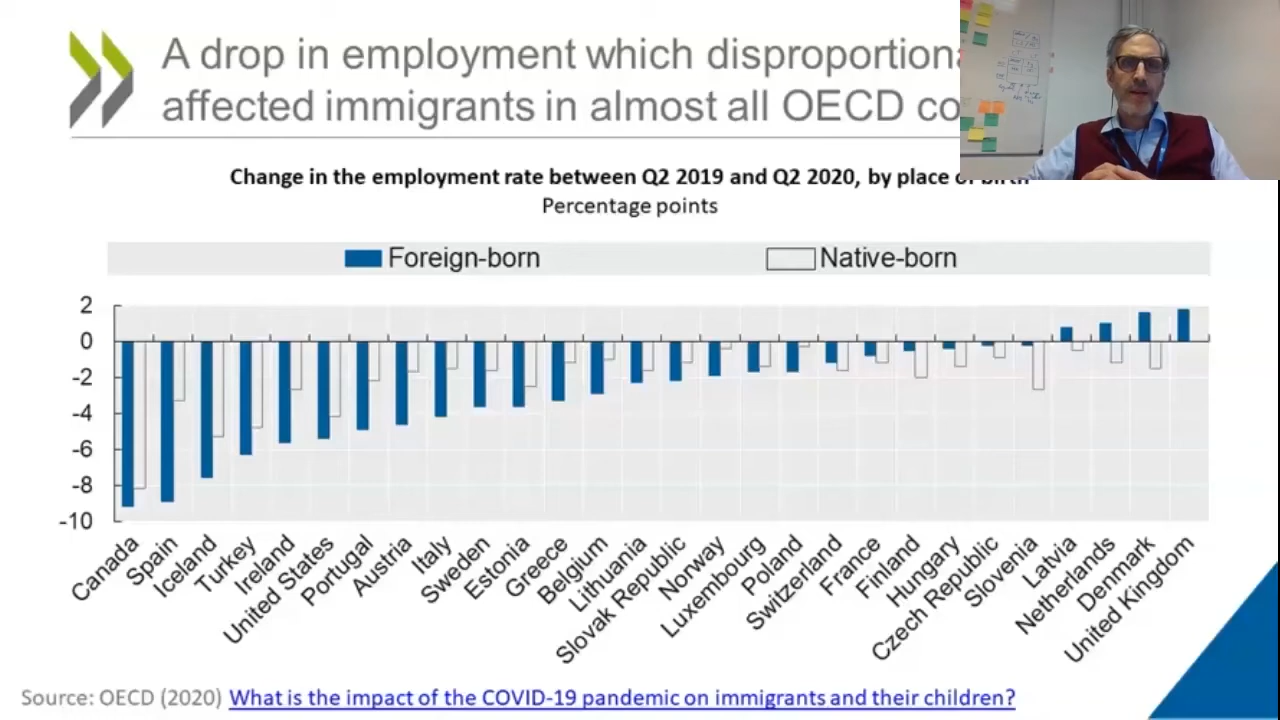 A drop in employment which disproportiona
affected immigrants in almost all OECD co
Change in the employment rate between Q2 2019 and Q2 2020, by place of birth
Percentage points
Foreign-born
Native-born
2
0
-2
-4
-6
-8
-10
Canada
Spain
Iceland
Turkey
Ireland
United States
Portugal
Austria
Italy
Sweden
Estonia
Greece
Belgium
Lithuania
Slovak Republic
Norway
Luxembourg
Poland
Switzerland
France
Finland
Hungary
Czech Republic
Slovenia
Latvia
Netherlands
Denmark
United Kingdom
Source: OECD (2020) What is the impact of the COVID-19 pandemic on immigrants and their children?